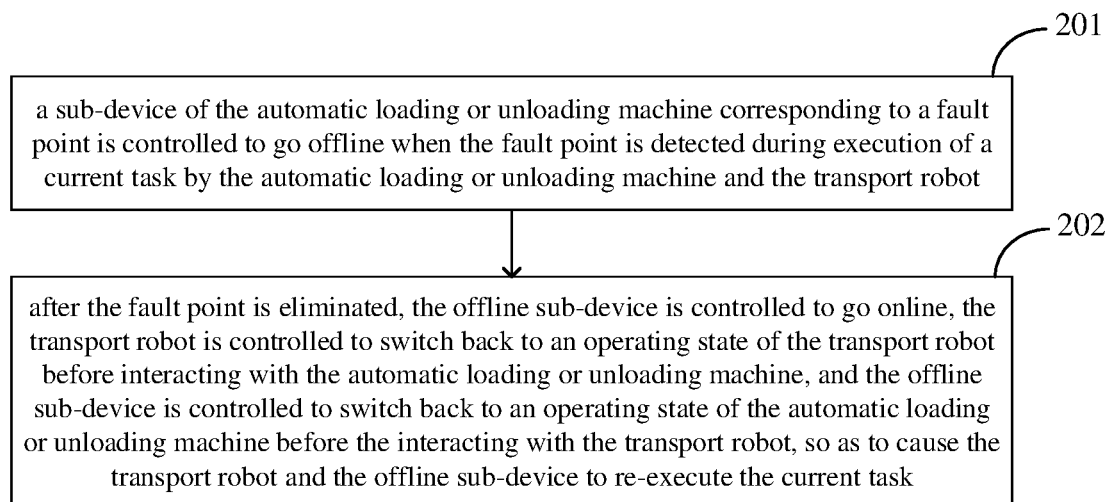 201
a sub-device of the automatic loading or unloading machine corresponding to a fault
point is controlled to go offline when the fault point is detected during execution of a
current task by the automatic loading or unloading machine and the transport robot
202
after the fault point is eliminated, the offline sub-device is controlled to go online, the
transport robot is controlled to switch back to an operating state of the transport robot
before interacting with the automatic loading or unloading machine, and the offline
sub-device is controlled to switch back to an operating state of the automatic loading
or unloading machine before the interacting with the transport robot, so as to cause the
transport robot and the offline sub-device to re-execute the current task